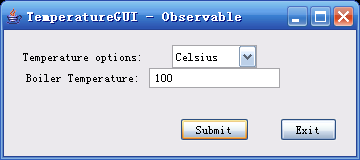 TemperatureGUI - Observable
Temperature options: Celsius
Boiler Temperature: 100
Submit Exit